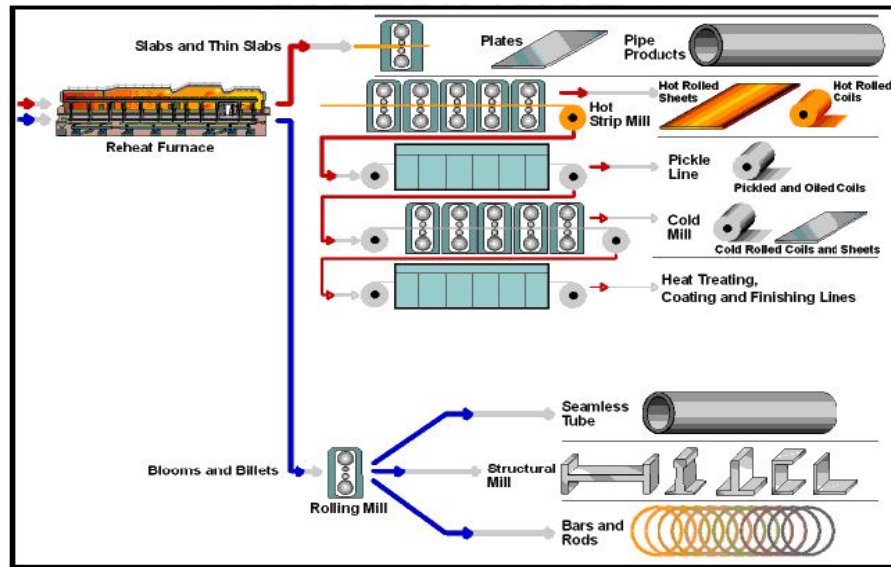 Slabs and Thin Slabs
Plates
Pipe
Products
Reheat Furnace
Hot
Strip Mill
Hot Rolled
Sheets
Hot Rolled
Coils
Pickle
Line
Pickled and Oiled Coils
Cold
Mill
Cold Rolled Coils and Sheets
Heat Treating,
Coating and Finishing Lines
Blooms and Billets
Rolling Mill
Seamless
Tube
Structural
Mill
Bars and
Rods